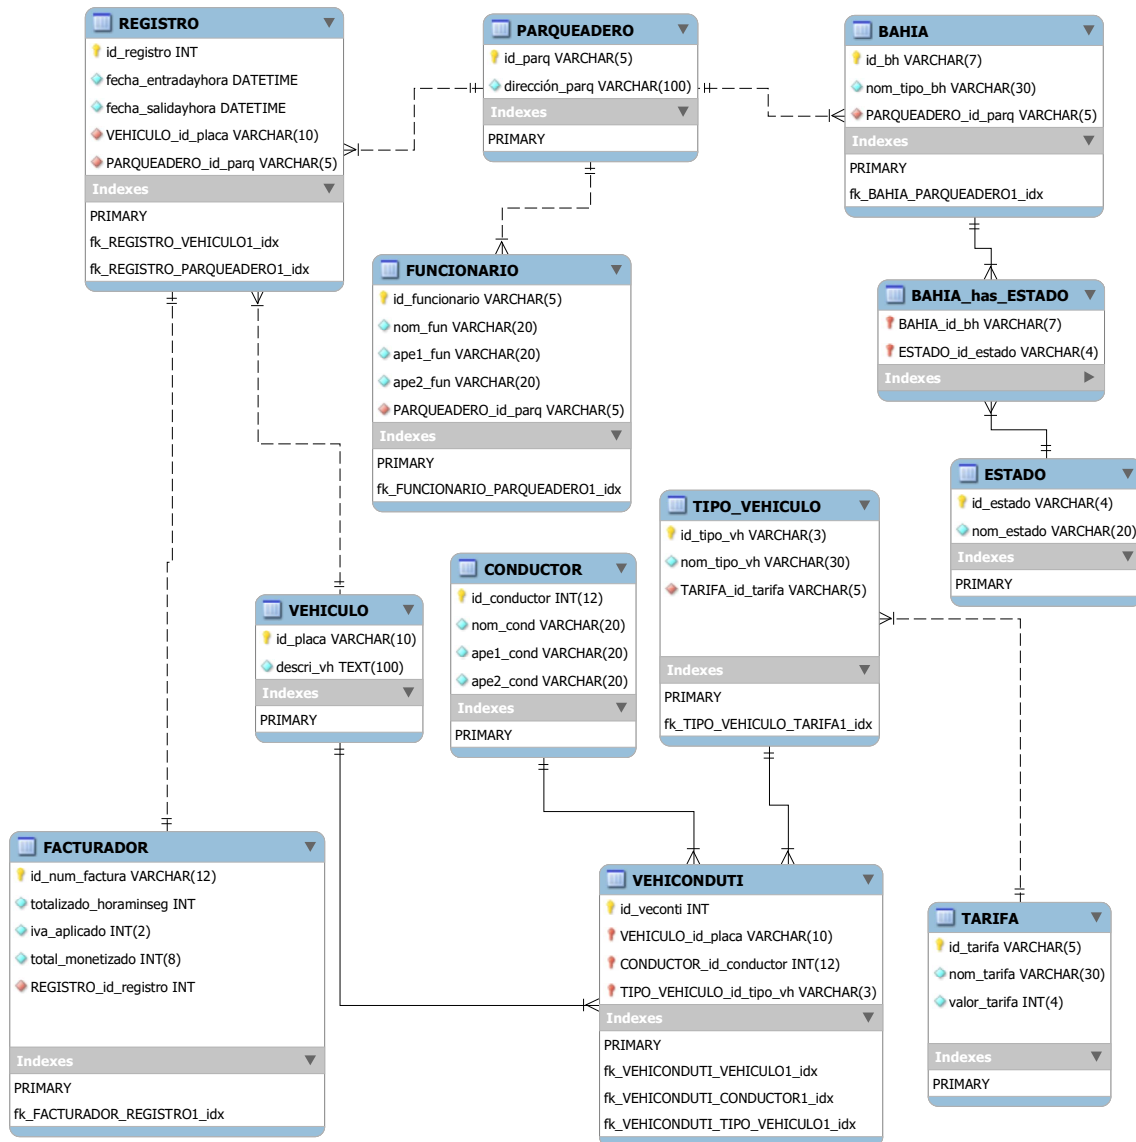 REGISTRO
id_registro INT
fecha_entradayhora DATETIME
fecha_salidayhora DATETIME
VEHICULO_id_placa VARCHAR(10)
PARQUEADERO_id_parq VARCHAR(5)
Indexes
PRIMARY
fk_REGISTRO_VEHICULO1_idx
fk_REGISTRO_PARQUEADERO1_idx
PARQUEADERO
id_parq VARCHAR(5)
dirección_parq VARCHAR(100)
Indexes
PRIMARY
BAHIA
id_bh VARCHAR(7)
nom_tipo_bh VARCHAR(30)
PARQUEADERO_id_parq VARCHAR(5)
Indexes
PRIMARY
fk_BAHIA_PARQUEADERO1_idx
FUNCIONARIO
id_funcionario VARCHAR(5)
nom_fun VARCHAR(20)
ape1_fun VARCHAR(20)
ape2_fun VARCHAR(20)
PARQUEADERO_id_parq VARCHAR(5)
Indexes
PRIMARY
fk_FUNCIONARIO_PARQUEADERO1_idx
BAHIA_has_ESTADO
BAHIA_id_bh VARCHAR(7)
ESTADO_id_estado VARCHAR(4)
Indexes
ESTADO
id_estado VARCHAR(4)
nom_estado VARCHAR(20)
Indexes
PRIMARY
TIPO_VEHICULO
id_tipo_vh VARCHAR(3)
nom_tipo_vh VARCHAR(30)
TARIFA_id_tarifa VARCHAR(5)
Indexes
PRIMARY
fk_TIPO_VEHICULO_TARIFA1_idx
CONDUCTOR
id_conductor INT(12)
nom_cond VARCHAR(20)
ape1_cond VARCHAR(20)
ape2_cond VARCHAR(20)
Indexes
PRIMARY
VEHICULO
id_placa VARCHAR(10)
descri_vh TEXT(100)
Indexes
PRIMARY
FACTURADOR
id_num_factura VARCHAR(12)
totalizado_horaminseg INT
iva_aplicado INT(2)
total_monetizado INT(8)
REGISTRO_id_registro INT
Indexes
PRIMARY
fk_FACTURADOR_REGISTRO1_idx
VEHICONDUTI
id_veconti INT
VEHICULO_id_placa VARCHAR(10)
CONDUCTOR_id_conductor INT(12)
TIPO_VEHICULO_id_tipo_vh VARCHAR(3)
Indexes
PRIMARY
fk_VEHICONDUTI_VEHICULO1_idx
fk_VEHICONDUTI_CONDUCTOR1_idx
fk_VEHICONDUTI_TIPO_VEHICULO1_idx
TARIFA
id_tarifa VARCHAR(5)
nom_tarifa VARCHAR(30)
valor_tarifa INT(4)
Indexes
PRIMARY